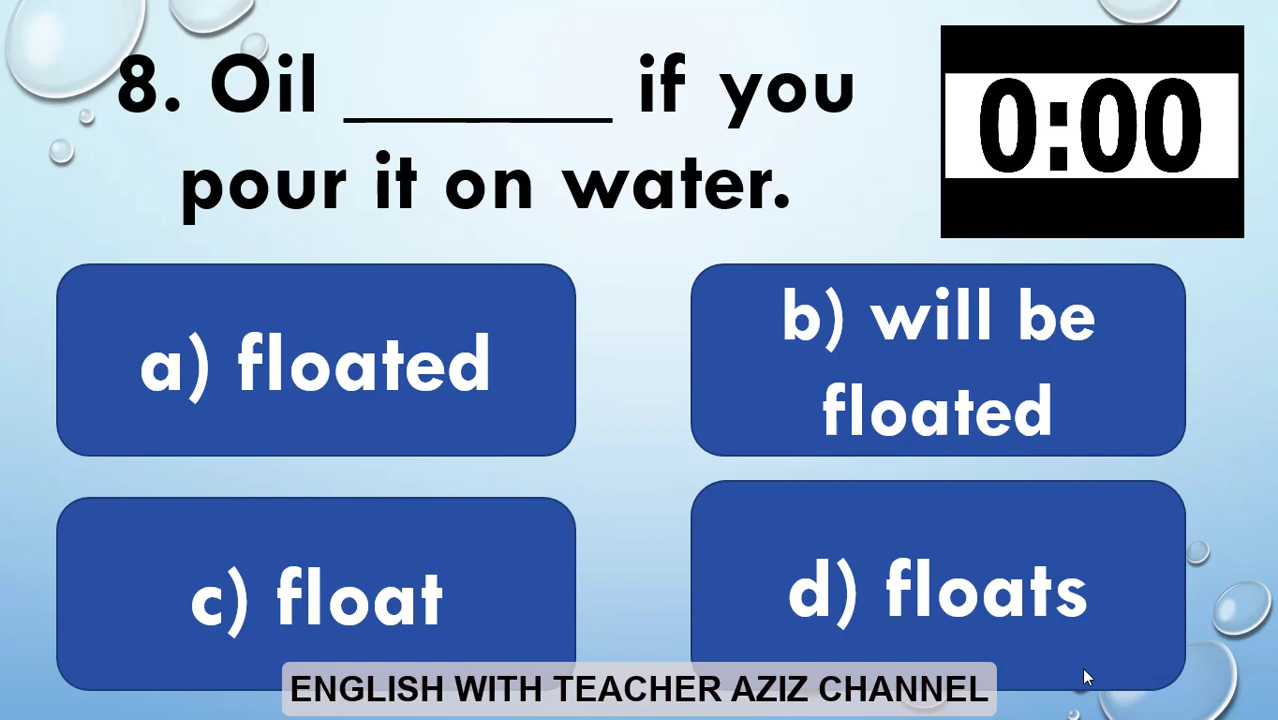 8. Oil _______ if you
pour it on water.
0:00
a) floated
b) will be
floated
c) float
d) floats
ENGLISH WITH TEACHER AZIZ CHANNEL